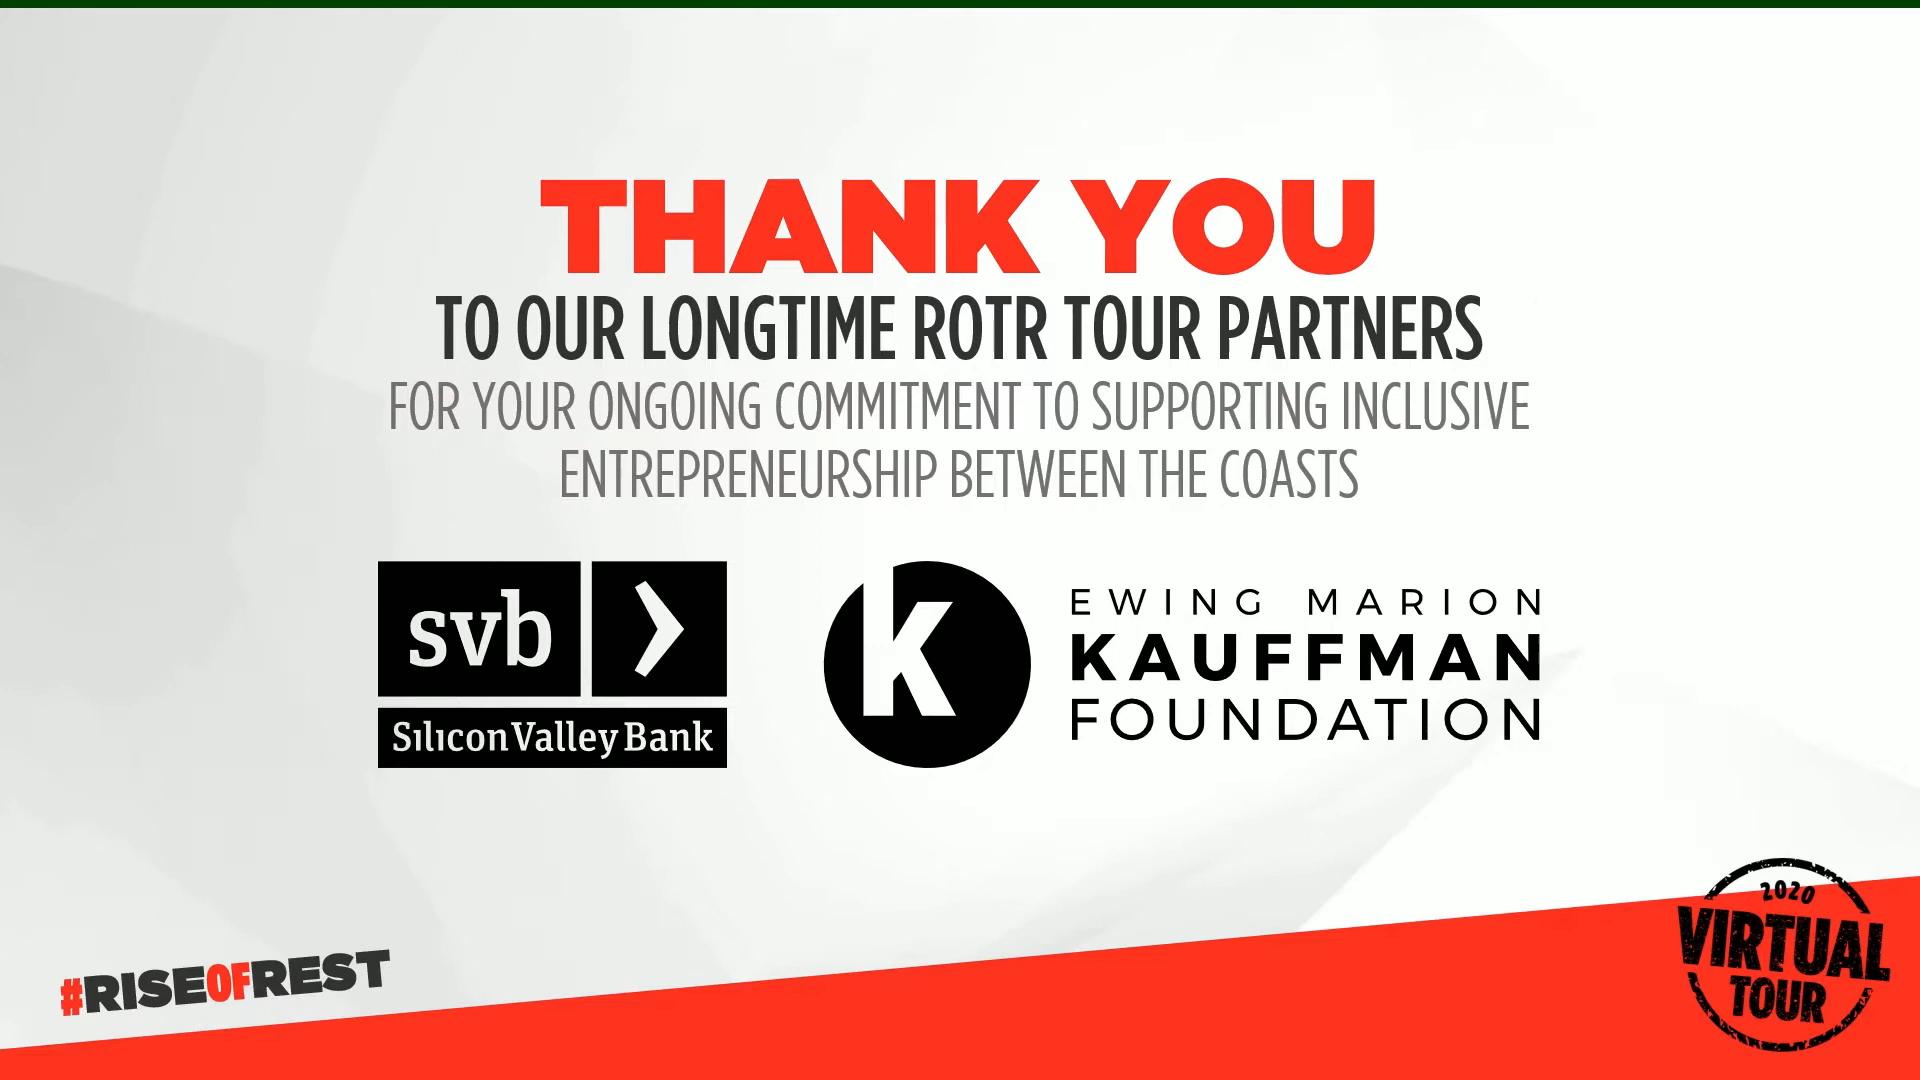 THANK YOU
TO OUR LONGTIME ROTR TOUR PARTNERS
FOR YOUR ONGOING COMMITMENT TO SUPPORTING INCLUSIVE
ENTREPRENEURSHIP BETWEEN THE COASTS
svb
Silicon Valley Bank
K
EWING MARION
KAUFFMAN
FOUNDATION
#RISEOFREST
2020
VIRTUAL
TOUR